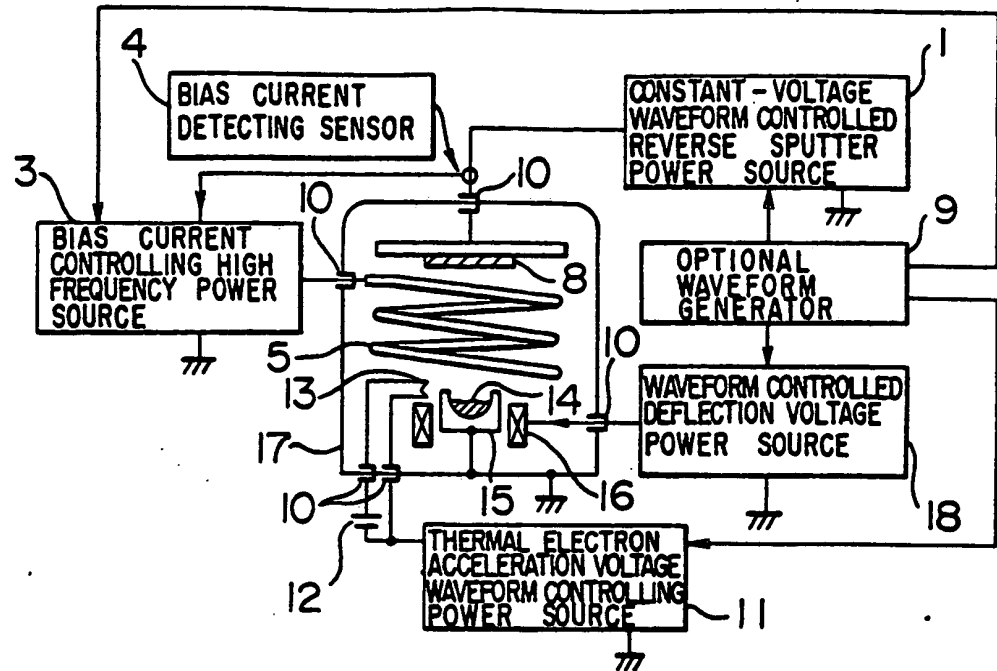 4
1
BIAS CURRENT
DETECTING SENSOR
CONSTANT-VOLTAGE
WAVEFORM CONTROLLED
REVERSE SPUTTER
POWER SOURCE
3
10
10
9
BIAS CURRENT
CONTROLLING HIGH
FREQUENCY POWER
SOURCE
8
OPTIONAL
WAVEFORM
GENERATOR
5
10
13
14
WAVEFORM CONTROLLED
DEFLECTION VOLTAGE
POWER SOURCE
17
10
15
16
18
12
THERMAL ELECTRON
ACCELERATION VOLTAGE
WAVEFORM CONTROLLING
POWER SOURCE
11